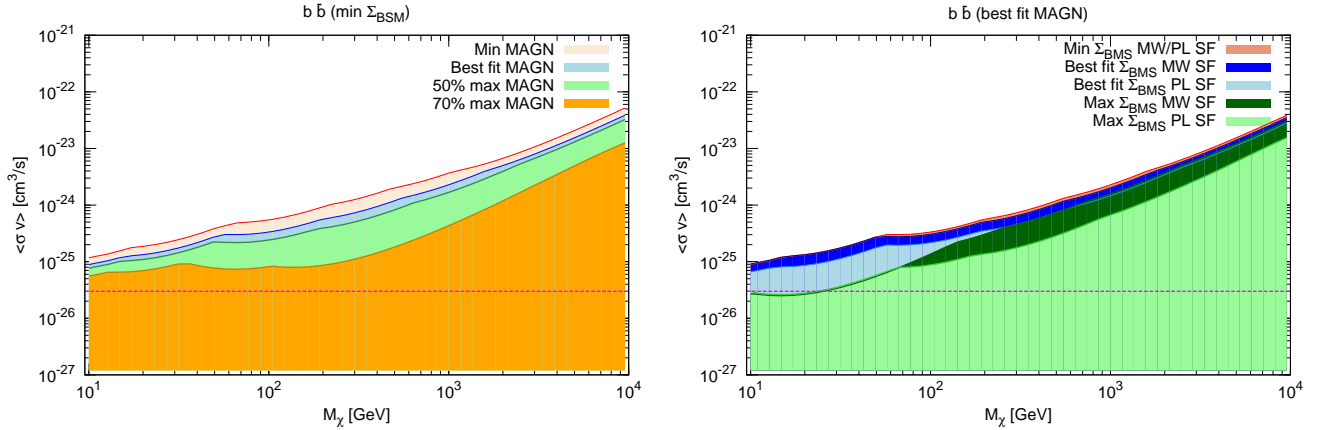 b b̄ (min Σ_BSM)
10^-21
10^-22
10^-23
10^-24
10^-25
10^-26
10^-27
<σ v> [cm^3/s]
Min MAGN
Best fit MAGN
50% max MAGN
70% max MAGN
10^1
10^2
10^3
10^4
M_χ [GeV]
b b̄ (best fit MAGN)
10^-21
10^-22
10^-23
10^-24
10^-25
10^-26
10^-27
<σ v> [cm^3/s]
Min Σ_BMS MW/PL SF
Best fit Σ_BMS MW SF
Best fit Σ_BMS PL SF
Max Σ_BMS MW SF
Max Σ_BMS PL SF
10^1
10^2
10^3
10^4
M_χ [GeV]